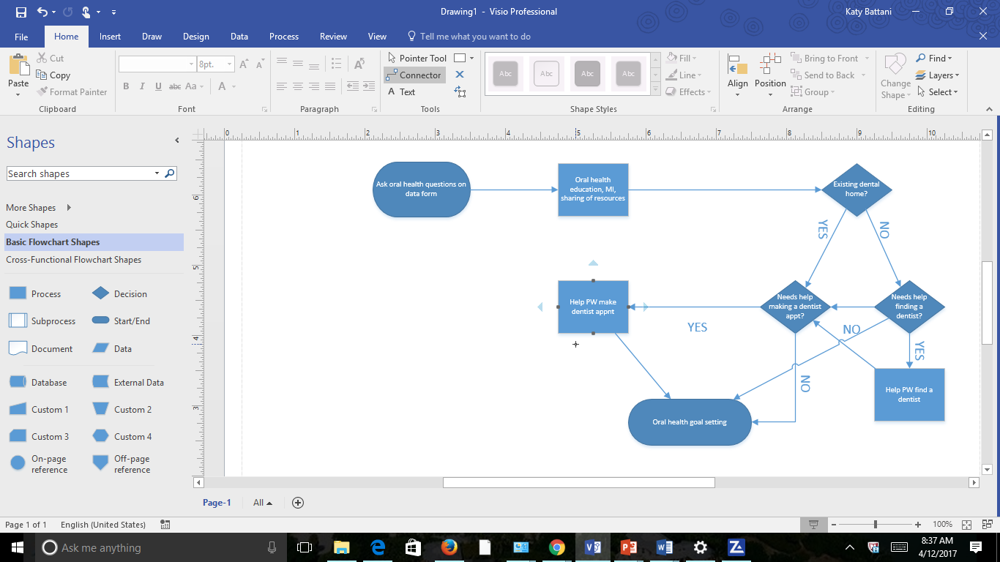 Drawing1 - Visio Professional
Katy Battani
File
Home
Insert
Draw
Design
Data
Process
Review
View
Tell me what you want to do
Paste
Cut
Copy
Format Painter
Clipboard
8pt.
B I U abc Aa A
Font
Paragraph
Pointer Tool
Connector
A Text
Tools
Abc
Abc
Abc
Abc
Shape Styles
Fill
Line
Effects
Align
Position
Bring to Front
Send to Back
Group
Arrange
Change
Shape
Find
Layers
Select
Editing
Shapes
Search shapes
More Shapes
Quick Shapes
Basic Flowchart Shapes
Cross-Functional Flowchart Shapes
Process
Decision
Subprocess
Start/End
Document
Data
Database
External Data
Custom 1
Custom 2
Custom 3
Custom 4
On-page
reference
Off-page
reference
0 1 2 3 4 5 6 7 8 9 10
6
5
4
3
Ask oral health questions on
data form
Oral health
education, MI,
sharing of resources
Existing dental
home?
YES
NO
Help PW make
dentist appnt
YES
Needs help
making a dentist
appt?
Needs help
finding a
dentist?
NO
YES
NO
Help PW find a
dentist
Oral health goal setting
Page-1
All
Page 1 of 1
English (United States)
100%
Ask me anything
8:37 AM
4/12/2017